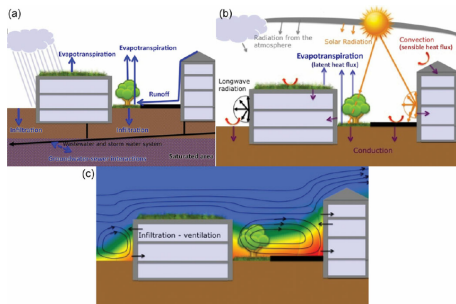 (a)
Evapotranspiration
Evapotranspiration
Runoff
Infiltration
Infiltration
Wastewater and storm water system
Saturated
(b)
Radiation from the
atmosphere
Solar Radiation
Convection
(sensible heat flux)
Evapotranspiration
(latent heat flux)
Longwave
radiation
Conduction
(c)
Infiltration - ventilation